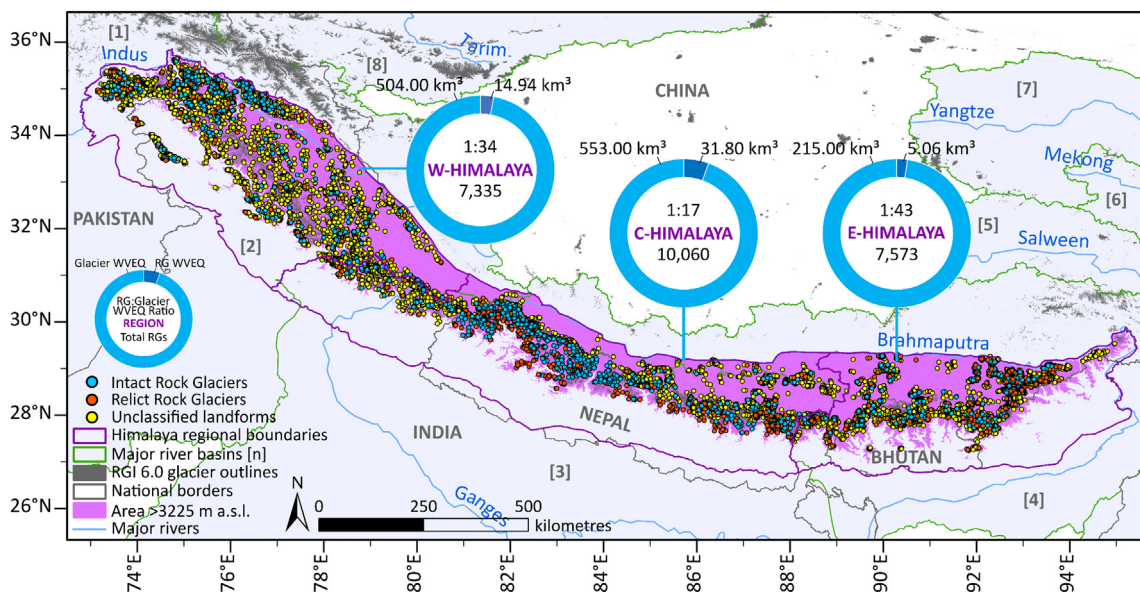 36°N
34°N
32°N
30°N
28°N
26°N
[1]
Indus
Tarim
[8]
504.00 km³
14.94 km³
1:34
W-HIMALAYA
7,335
CHINA
553.00 km³
31.80 km³
1:17
C-HIMALAYA
10,060
215.00 km³
5.06 km³
1:43
E-HIMALAYA
7,573
[7]
Yangtze
Mekong
[6]
[5]
Salween
PAKISTAN
[2]
Brahmaputra
NEPAL
INDIA
BHUTAN
[3]
[4]
Ganges
Glacier WVEQ
RG WVEQ
RG:Glacier
WVEQ Ratio
REGION
Total RGs
Intact Rock Glaciers
Relict Rock Glaciers
Unclassified landforms
Himalaya regional boundaries
Major river basins [n]
RGI 6.0 glacier outlines
National borders
Area >3225 m a.s.l.
Major rivers
N
0 250 500
kilometres
74°E
76°E
78°E
80°E
82°E
84°E
86°E
88°E
90°E
92°E
94°E